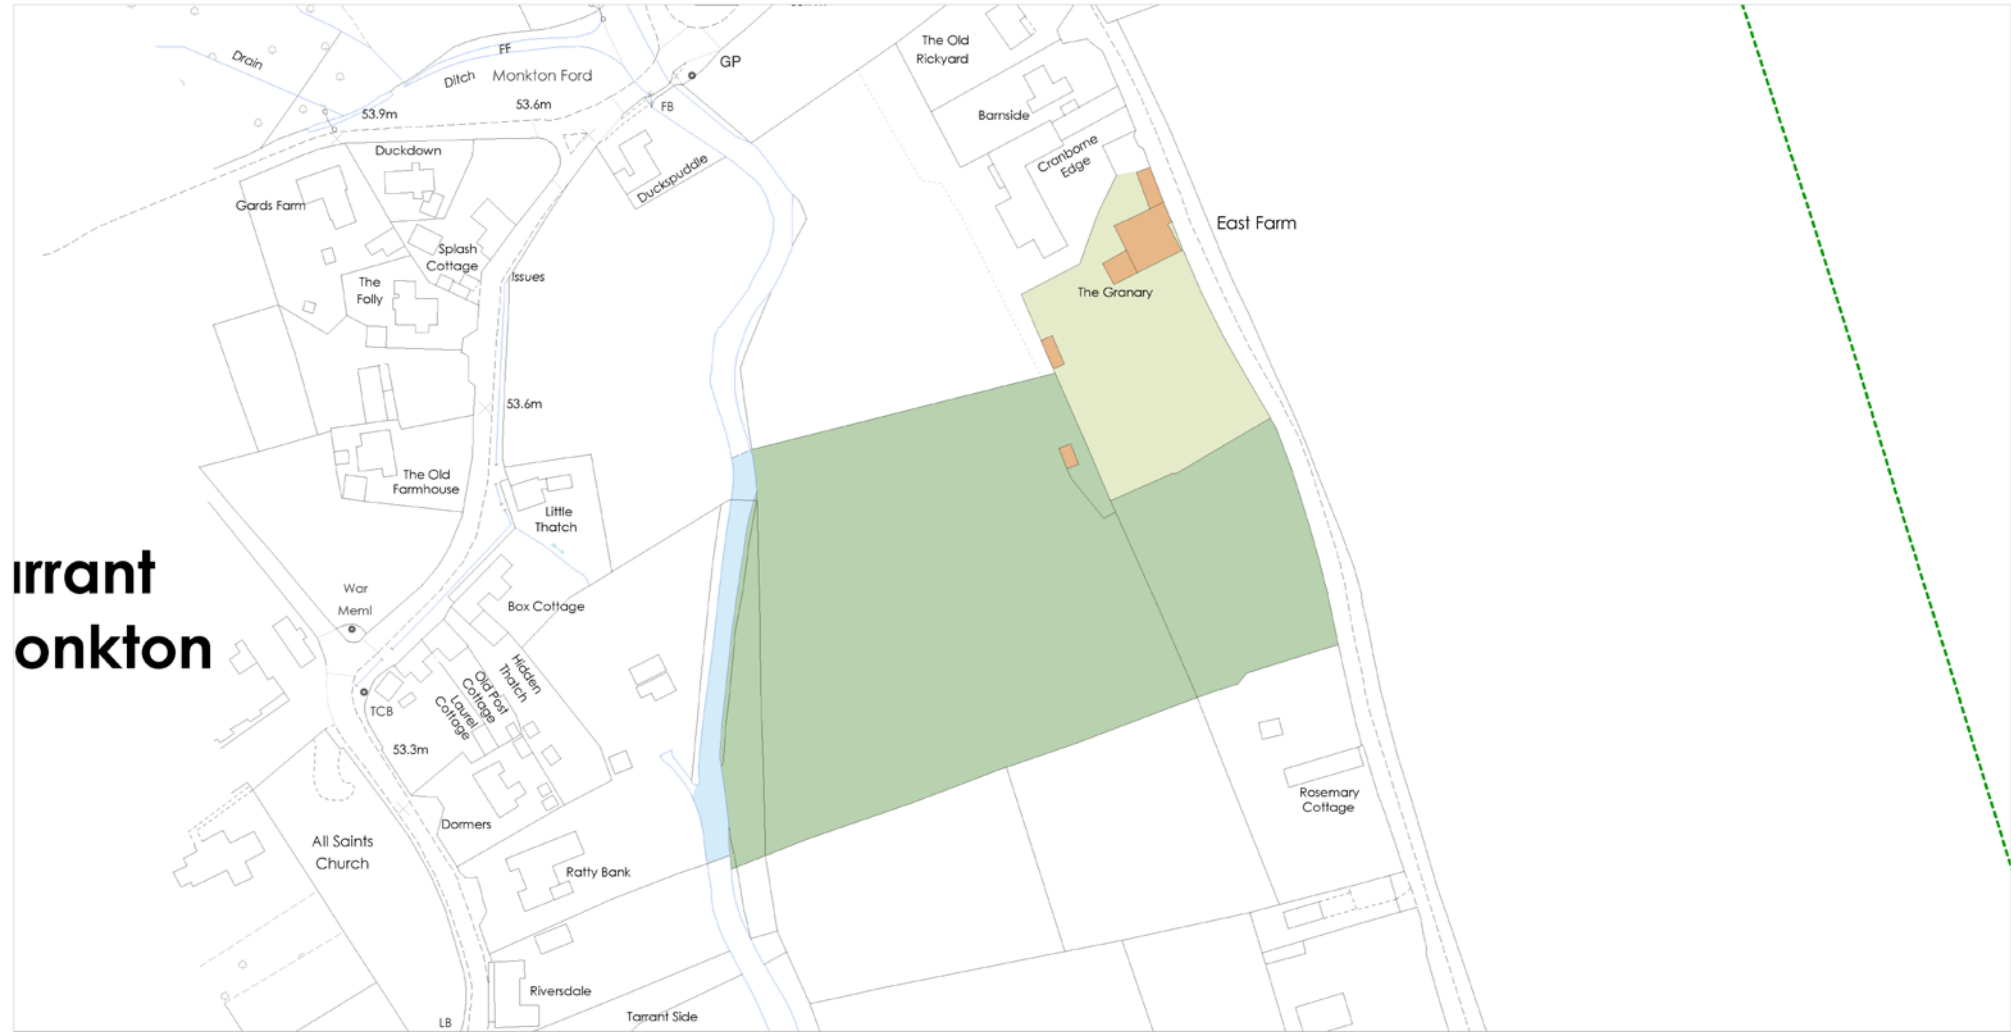 The Old
Rickyard
FF
GP
Drain
Ditch
Monkton Ford
53.6m
FB
53.9m
Barnside
Duckdown
Cranborne
Edge
Duckspuddle
Gards Farm
East Farm
Splash
Cottage
Issues
The
Folly
The Granary
53.6m
The Old
Farmhouse
Little
Thatch
irrant
onkton
War
Meml
Box Cottage
Hidden
Thatch
Old Post
Cottage
Laurel
Cottage
TCB
53.3m
Rosemary
Cottage
Dormers
All Saints
Church
Ratty Bank
Riversdale
Tarrant Side
LB